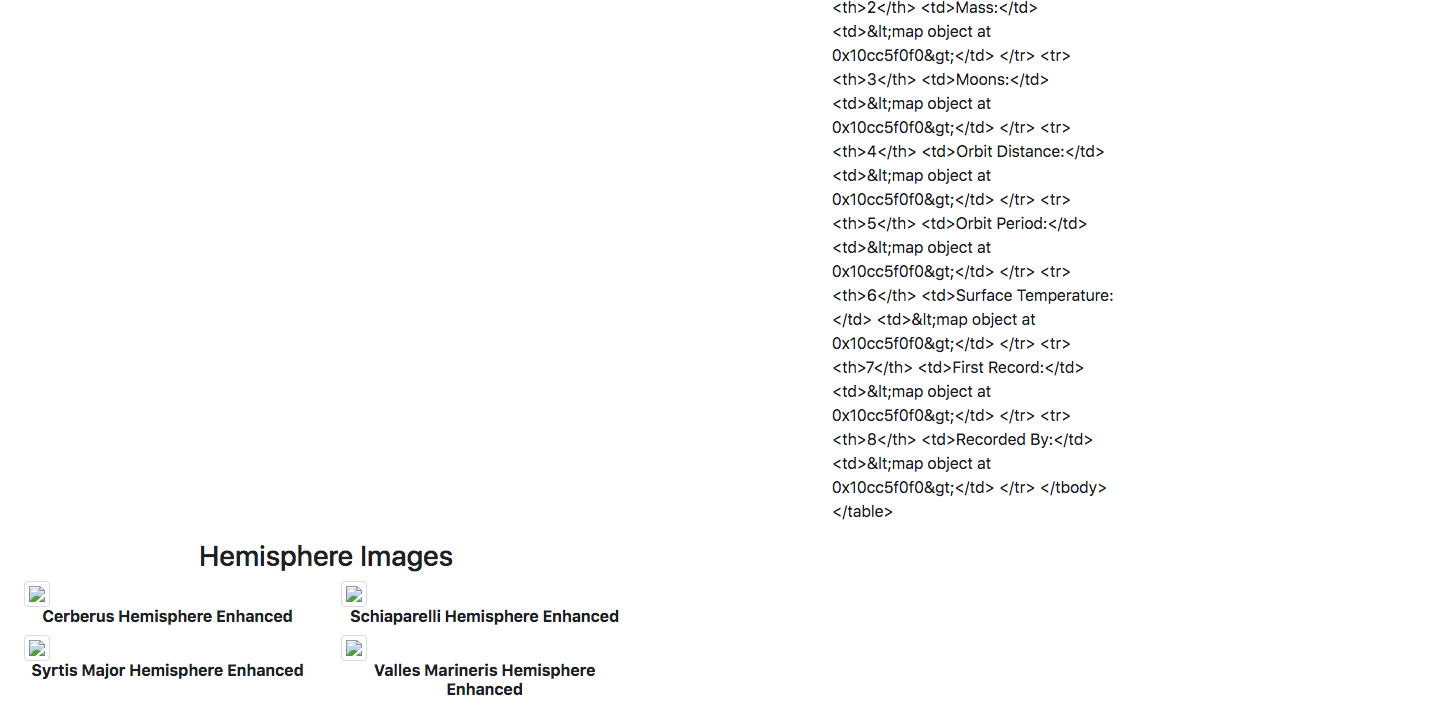 <th>2</th> <td>Mass:</td>
<td>&lt;map object at
0x10cc5f0f0&gt;</td> </tr> <tr>
<th>3</th> <td>Moons:</td>
<td>&lt;map object at
0x10cc5f0f0&gt;</td> </tr> <tr>
<th>4</th> <td>Orbit Distance:</td>
<td>&lt;map object at
0x10cc5f0f0&gt;</td> </tr> <tr>
<th>5</th> <td>Orbit Period:</td>
<td>&lt;map object at
0x10cc5f0f0&gt;</td> </tr> <tr>
<th>6</th> <td>Surface Temperature:
</td> <td>&lt;map object at
0x10cc5f0f0&gt;</td> </tr> <tr>
<th>7</th> <td>First Record:</td>
<td>&lt;map object at
0x10cc5f0f0&gt;</td> </tr> <tr>
<th>8</th> <td>Recorded By:</td>
<td>&lt;map object at
0x10cc5f0f0&gt;</td> </tr> </tbody>
</table>
Hemisphere Images
Cerberus Hemisphere Enhanced
Schiaparelli Hemisphere Enhanced
Syrtis Major Hemisphere Enhanced
Valles Marineris Hemisphere
Enhanced